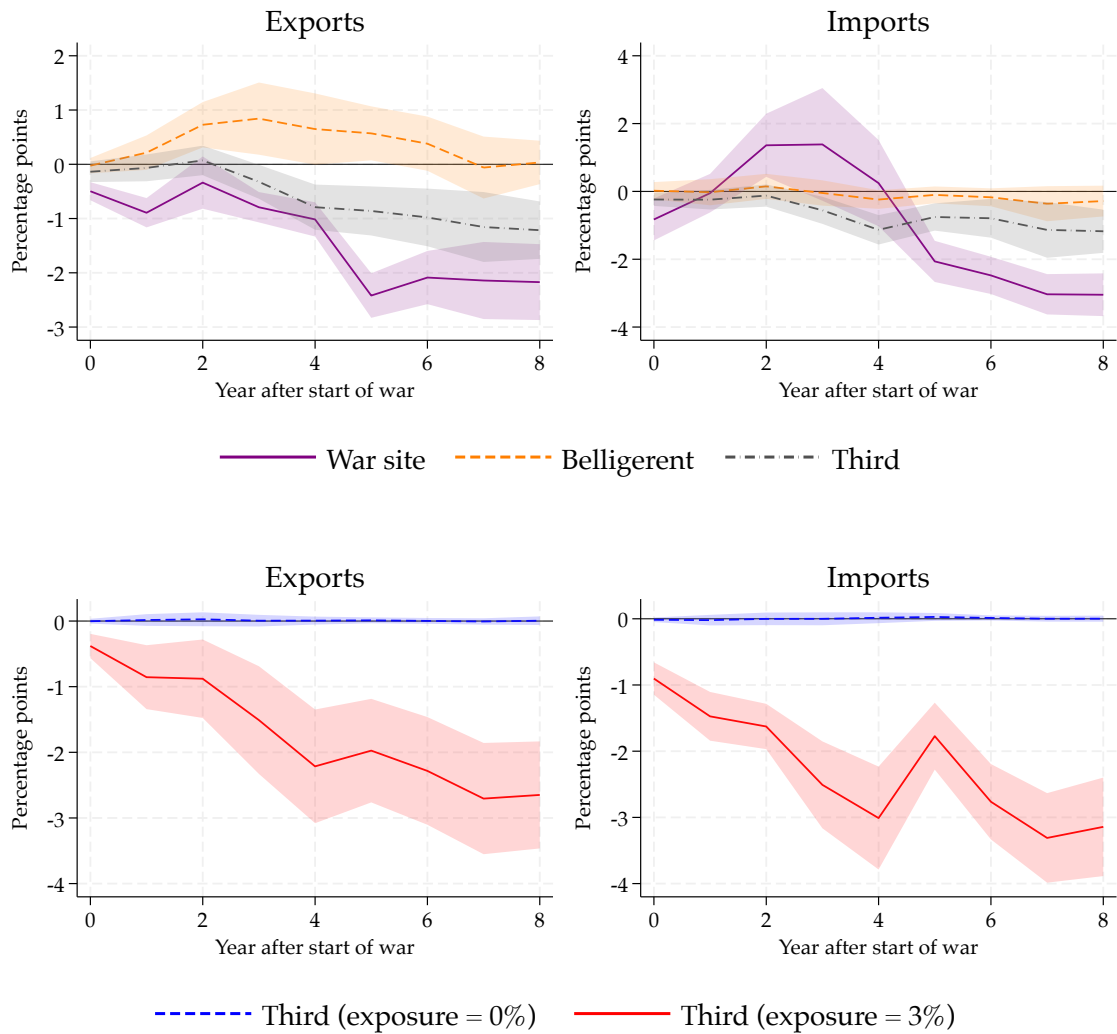 Exports
Imports
Percentage points
2
1
0
-1
-2
-3
0 2 4 6 8
Year after start of war
Percentage points
4
2
0
-2
-4
0 2 4 6 8
Year after start of war
War site Belligerent Third
Exports
Imports
Percentage points
0
-1
-2
-3
-4
0 2 4 6 8
Year after start of war
Percentage points
0
-1
-2
-3
-4
0 2 4 6 8
Year after start of war
Third (exposure = 0%) Third (exposure = 3%)